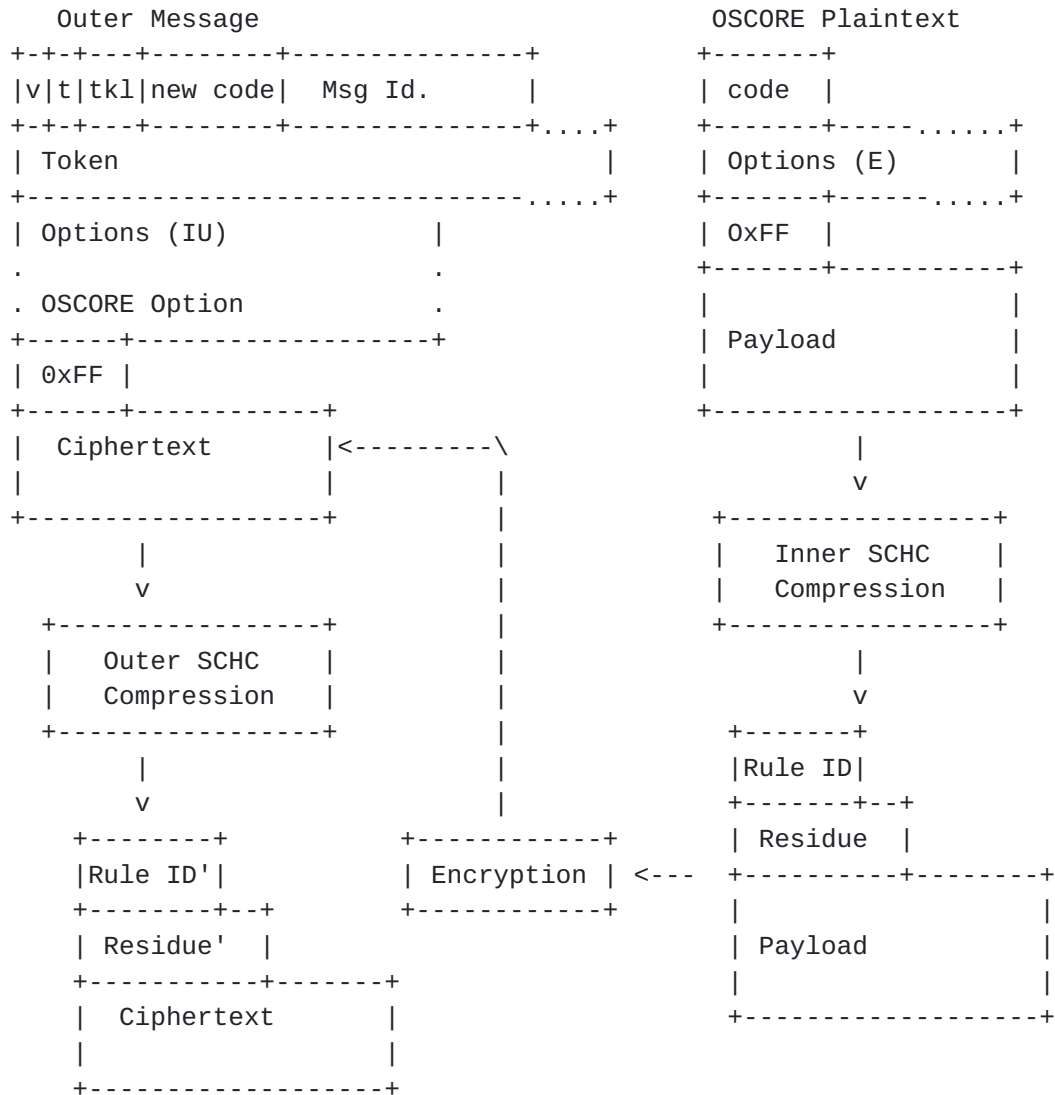 Outer Message OSCORE Plaintext
|v|t|tkl|new code| Msg Id. | | code |
| Token | | Options (E) |
| Options (IU) | | OxFF |
. OSCORE Option .
| Payload |
| 0xFF |
| Ciphertext |<---------\
v
| Inner SCHC |
v | Compression |
| Outer SCHC |
| Compression | v
|Rule ID|
v
| Residue |
|Rule ID'| | Encryption | <---
| Residue' | | Payload |
| Ciphertext |